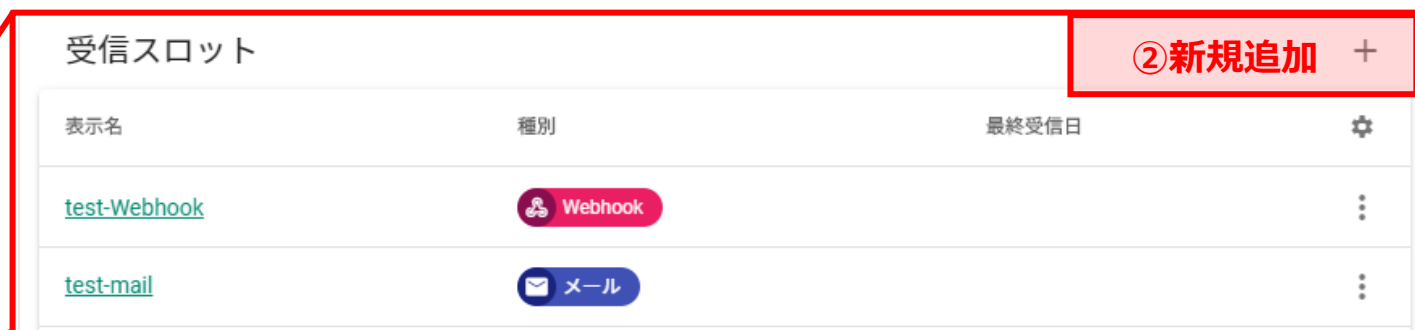 受信スロット
②新規追加 +
表示名 種別 最終受信日
test-Webhook Webhook
test-mail メール